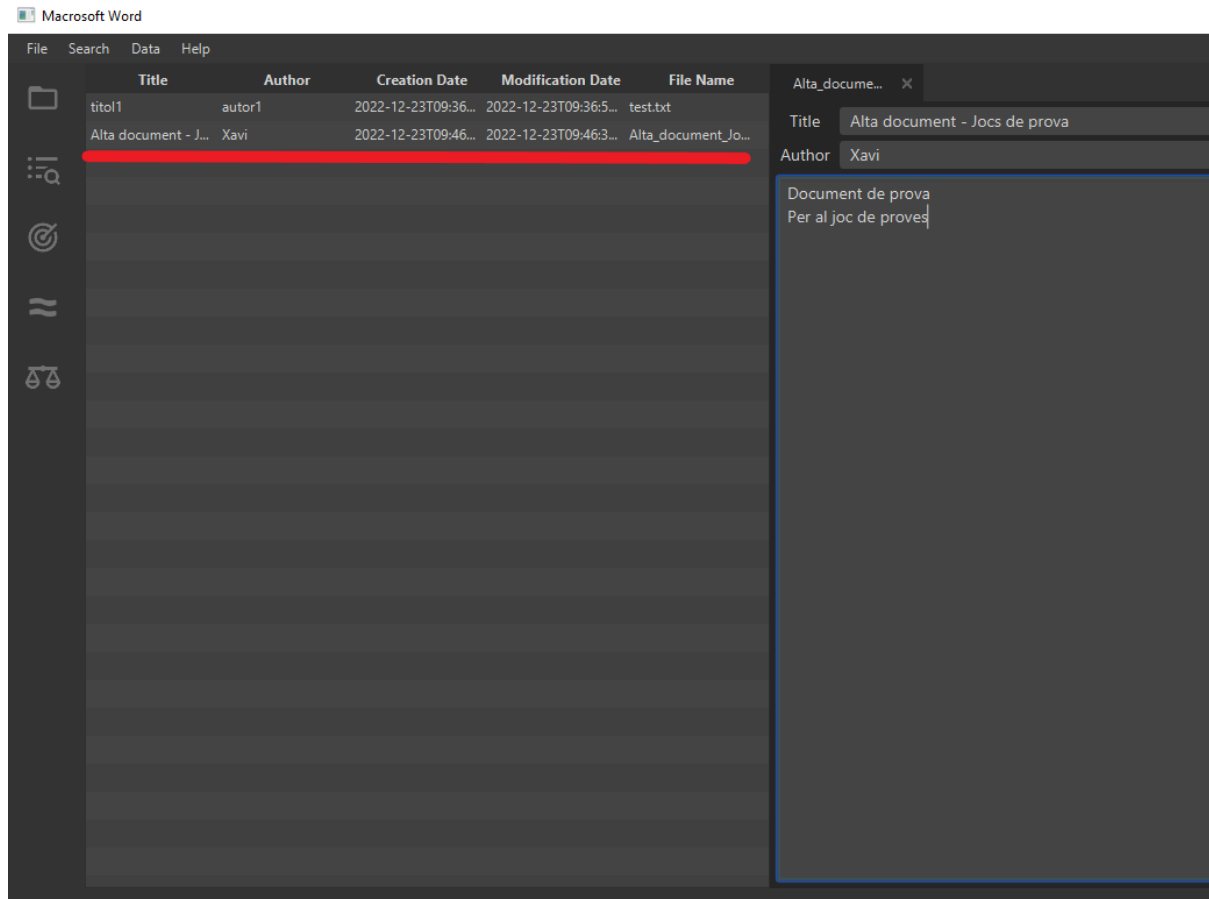 Macrosoft Word
File Search Data Help
Title Author Creation Date Modification Date File Name
titol1 autor1 2022-12-23T09:36... 2022-12-23T09:36:5... test.txt
Alta document - J... Xavi 2022-12-23T09:46... 2022-12-23T09:46:3... Alta_document_Jo...
Alta_docume...
Title Alta document - Jocs de prova
Author Xavi
Document de prova
Per al joc de proves